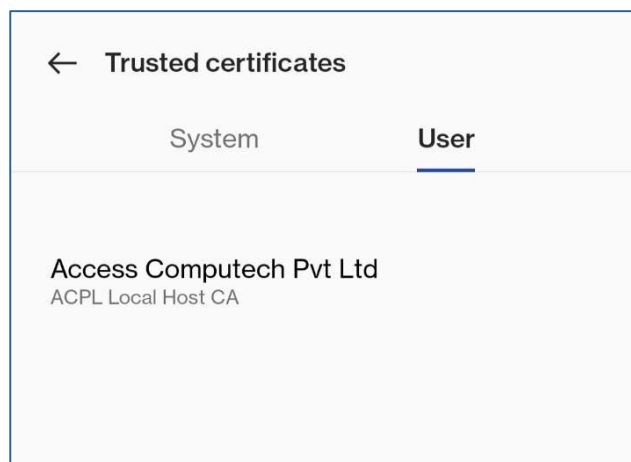 Trusted certificates
System
User
Access Computech Pvt Ltd
ACPL Local Host CA